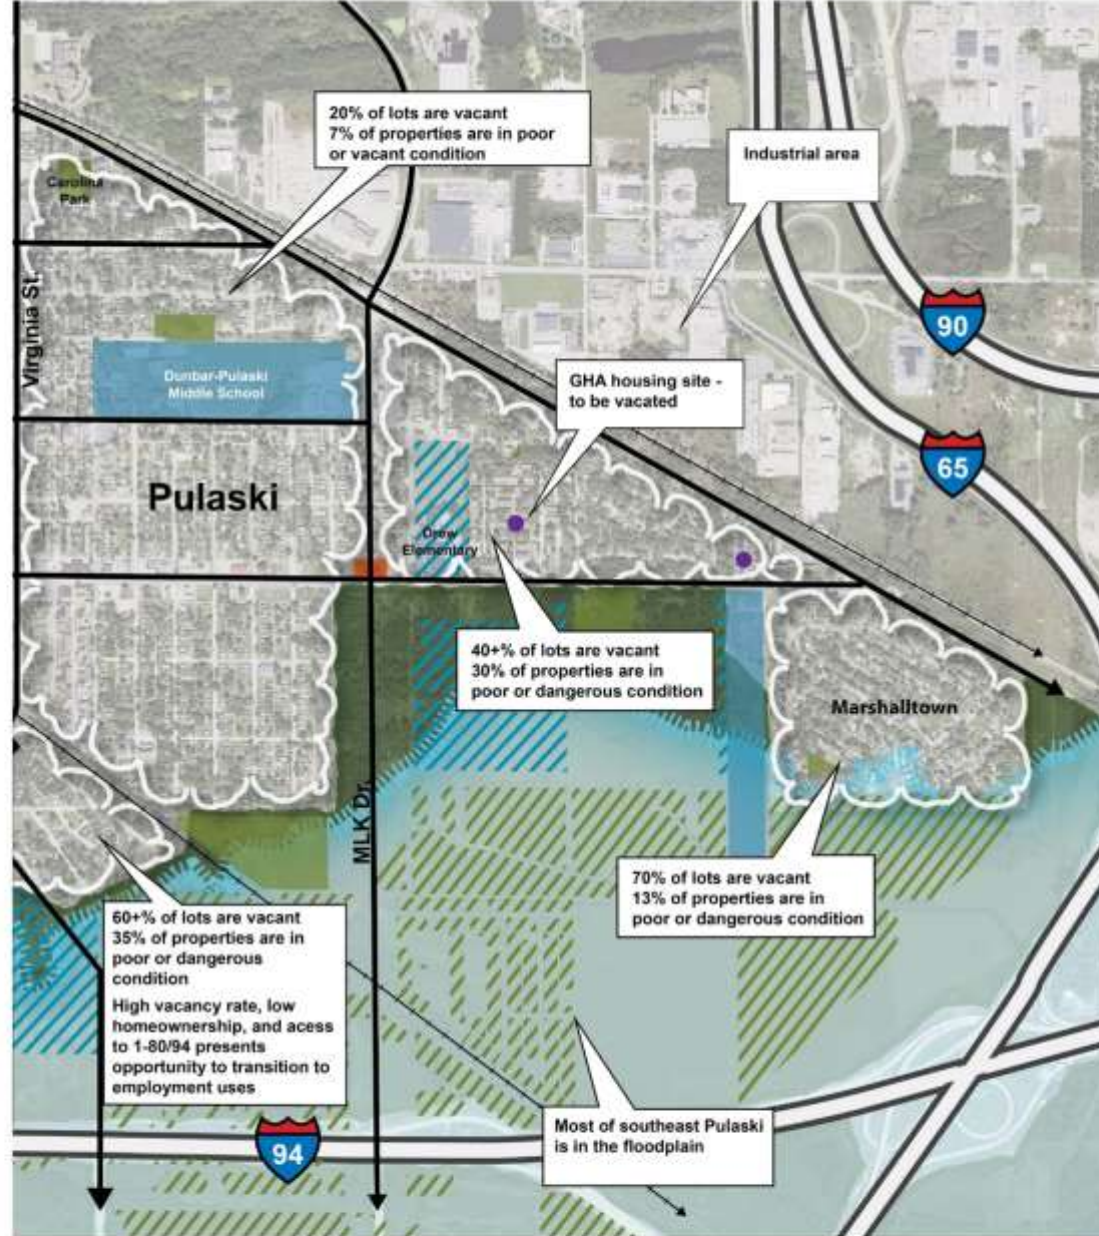 20% of lots are vacant
7% of properties are in poor
or vacant condition
Industrial area
Carolina
Park
Virginia St.
90
Dunbar-Pulaski
Middle School
GHA housing site -
to be vacated
65
Pulaski
Drew
Elementary
40+% of lots are vacant
30% of properties are in
poor or dangerous condition
Marshalltown
MLK Dr.
70% of lots are vacant
13% of properties are in
poor or dangerous condition
60+% of lots are vacant
35% of properties are in
poor or dangerous
condition
High vacancy rate, low
homeownership, and acess
to 1-80/94 presents
opportunity to transition to
employment uses
Most of southeast Pulaski
is in the floodplain
94